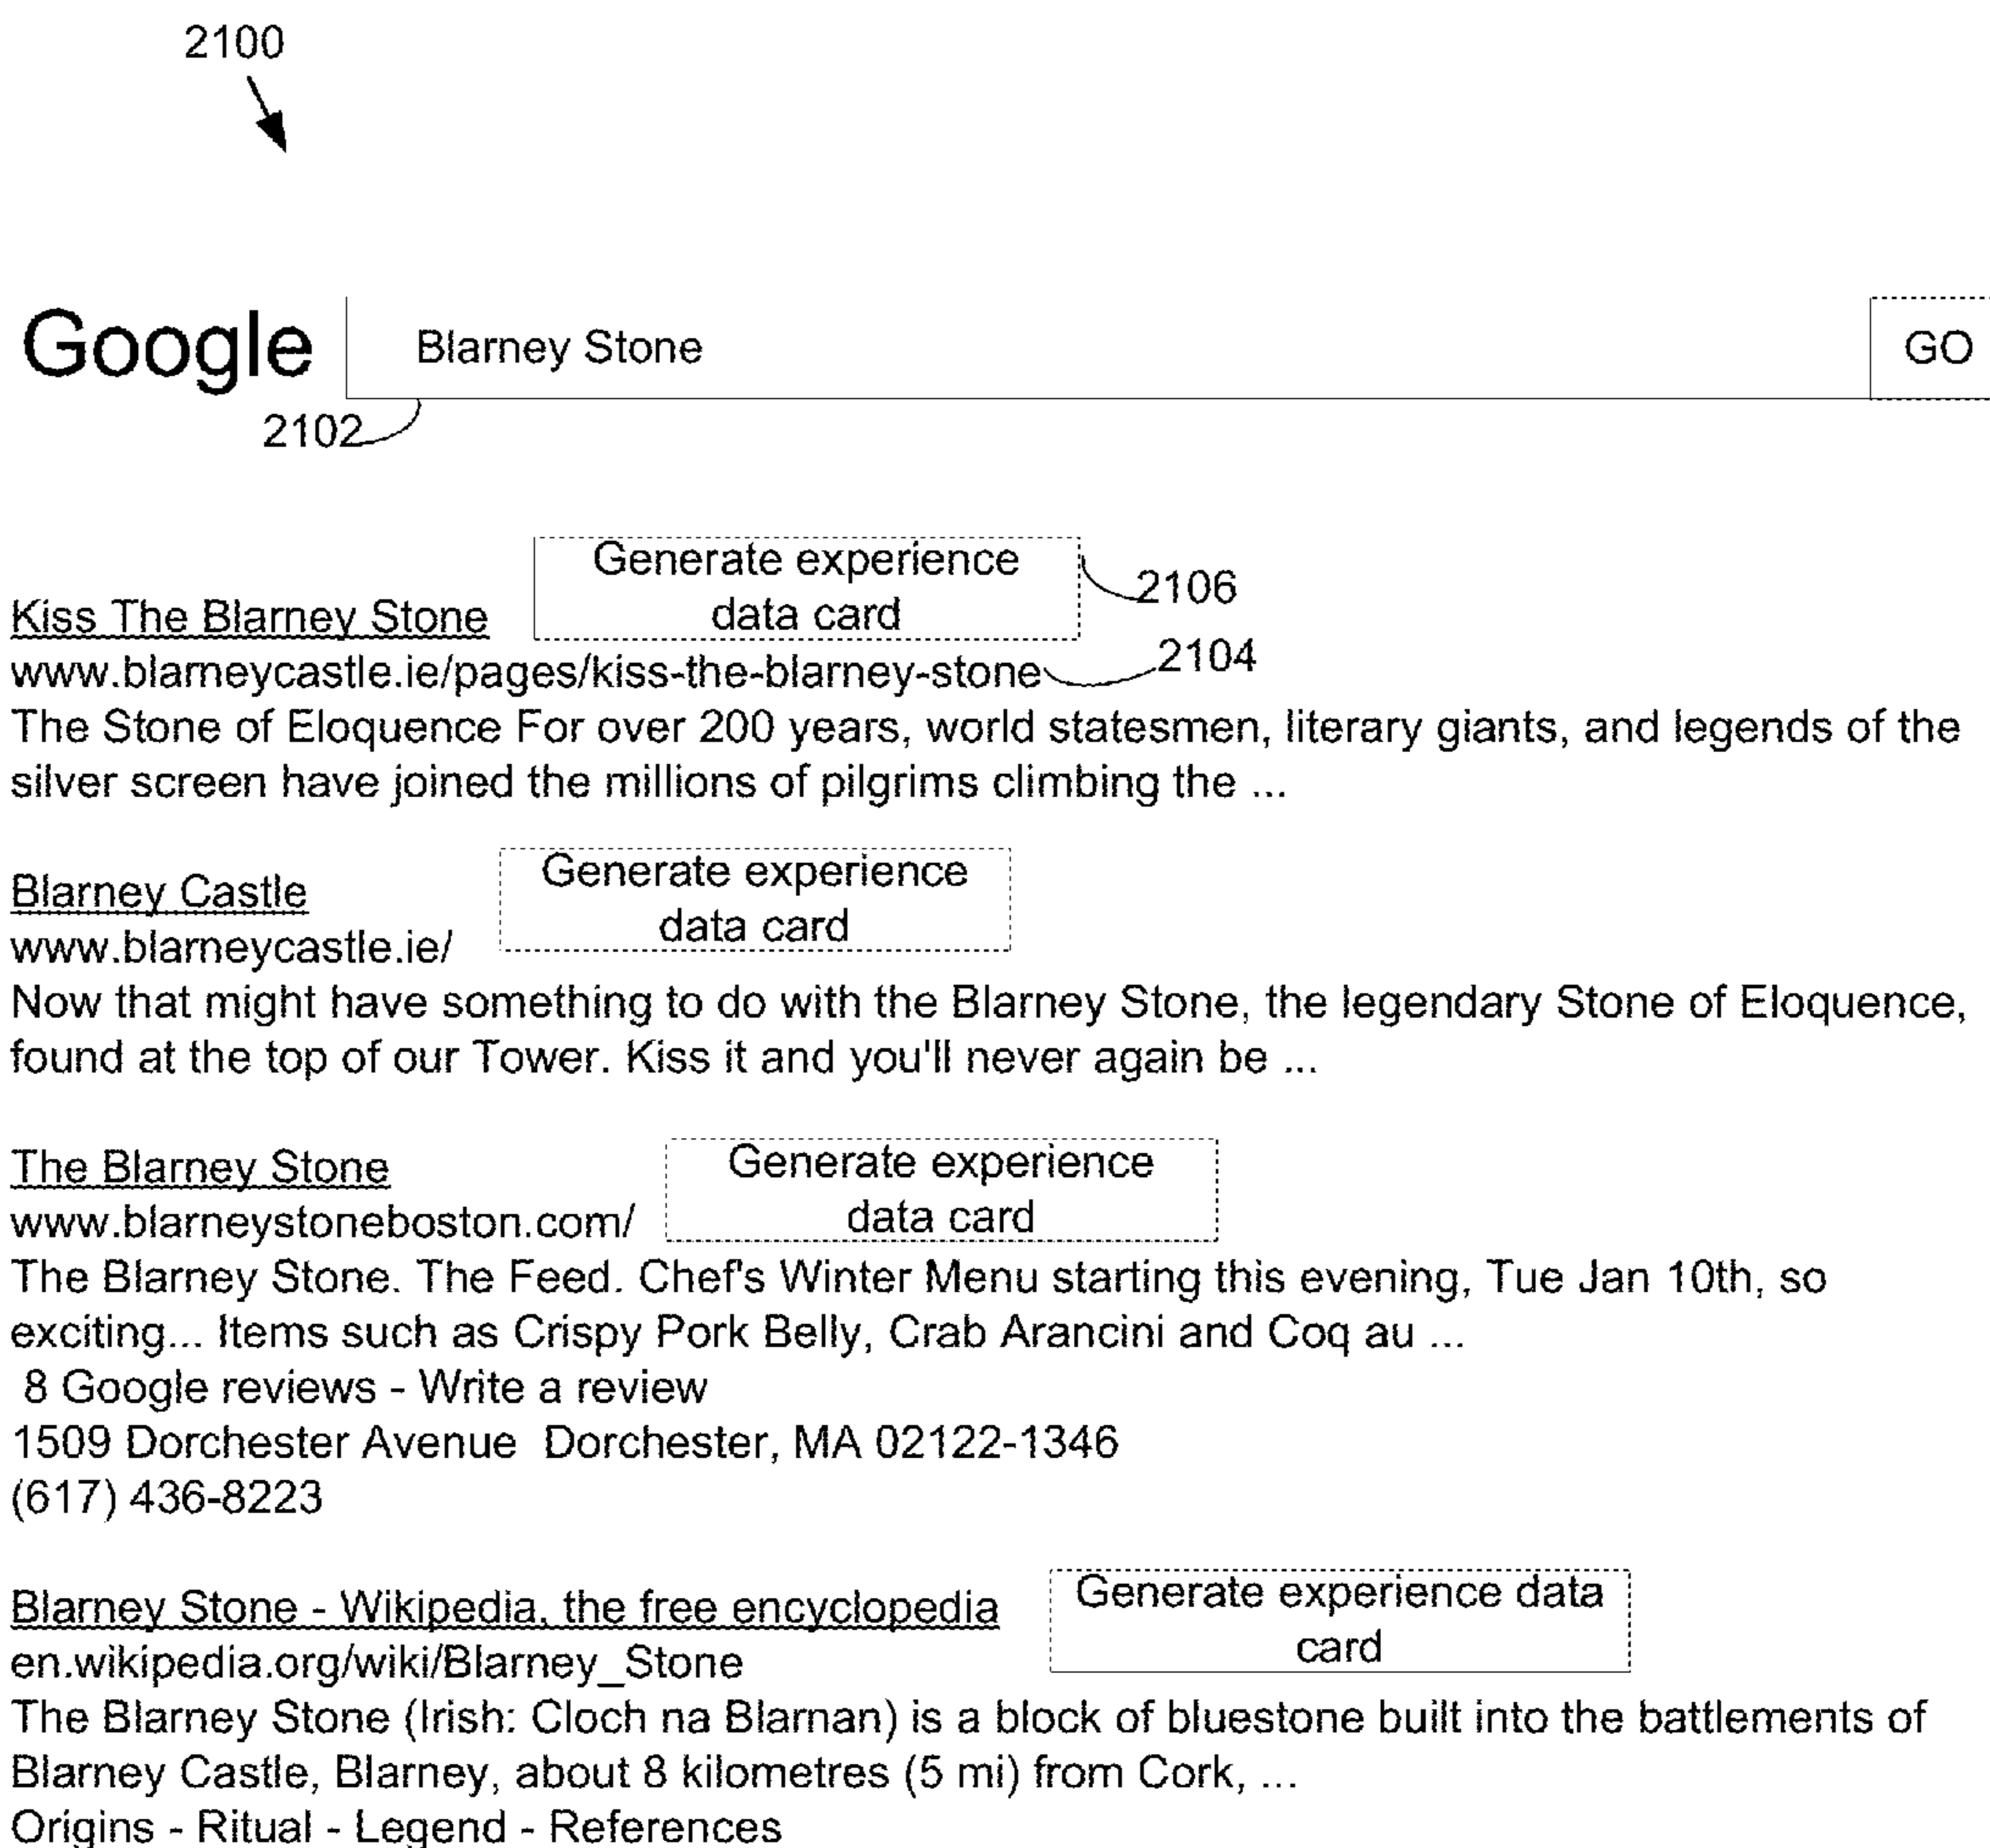 2100
Google
Blarney Stone
GO
2102
Generate experience
data card
2106
Kiss The Blarney Stone
www.blarneycastle.ie/pages/kiss-the-blarney-stone
2104
The Stone of Eloquence For over 200 years, world statesmen, literary giants, and legends of the
silver screen have joined the millions of pilgrims climbing the ...
Generate experience
data card
Blarney Castle
www.blarneycastle.ie/
Now that might have something to do with the Blarney Stone, the legendary Stone of Eloquence,
found at the top of our Tower. Kiss it and you'll never again be ...
Generate experience
data card
The Blarney Stone
www.blarneystoneboston.com/
The Blarney Stone. The Feed. Chef's Winter Menu starting this evening, Tue Jan 10th, so
exciting... Items such as Crispy Pork Belly, Crab Arancini and Coq au ...
8 Google reviews - Write a review
1509 Dorchester Avenue Dorchester, MA 02122-1346
(617) 436-8223
Generate experience data
card
Blarney Stone - Wikipedia, the free encyclopedia
en.wikipedia.org/wiki/Blarney_Stone
The Blarney Stone (Irish: Cloch na Blarnan) is a block of bluestone built into the battlements of
Blarney Castle, Blarney, about 8 kilometres (5 mi) from Cork, ...
Origins - Ritual - Legend - References